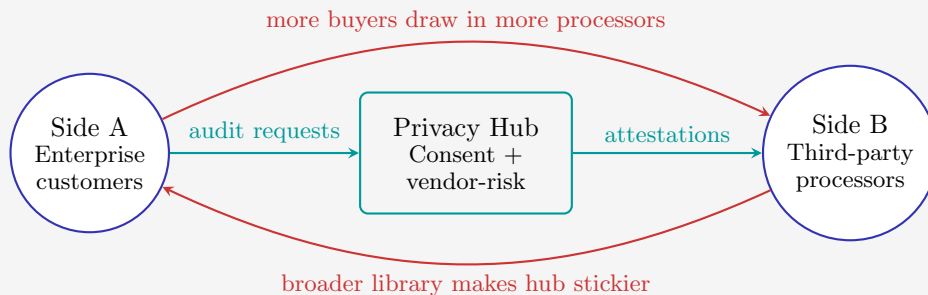 more buyers draw in more processors
Side A
Enterprise
customers
audit requests
Privacy Hub
Consent +
vendor-risk
attestations
Side B
Third-party
processors
broader library makes hub stickier